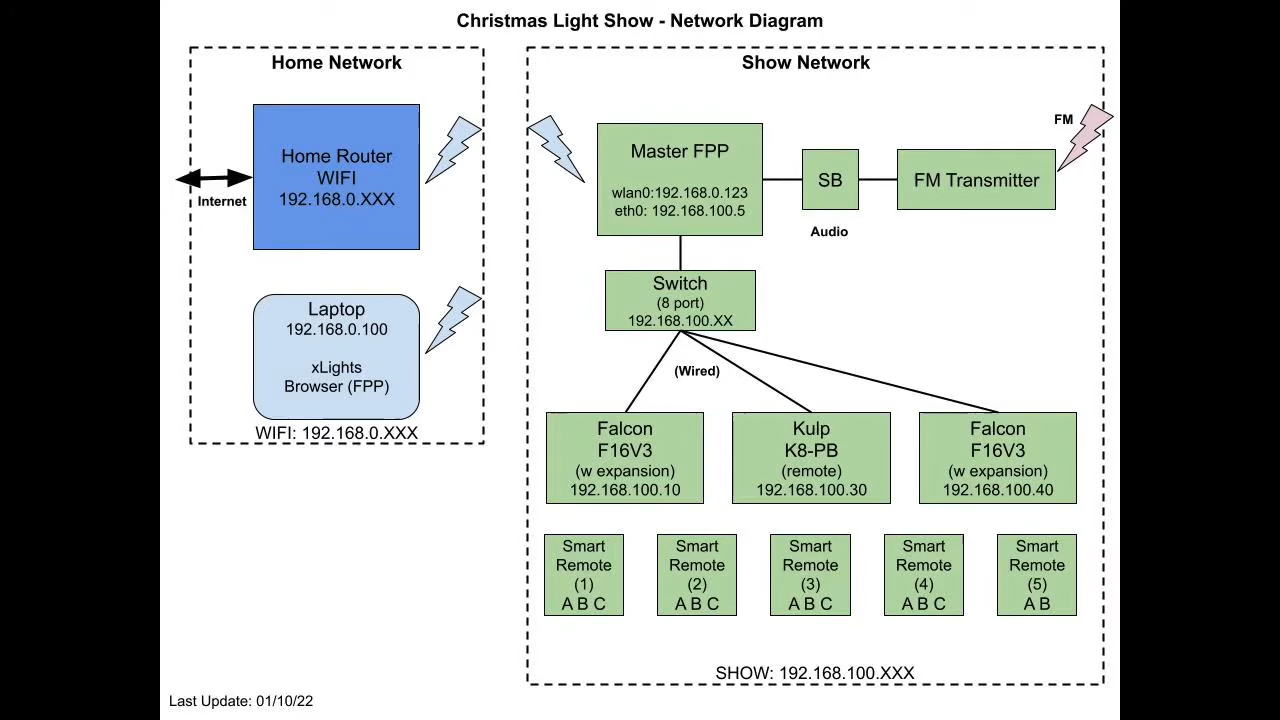 Christmas Light Show - Network Diagram
Home Network
Home Router
WIFI
192.168.0.XXX
Internet
Laptop
192.168.0.100
xLights
Browser (FPP)
WIFI: 192.168.0.XXX
Show Network
Master FPP
wlan0:192.168.0.123
eth0: 192.168.100.5
SB
Audio
FM Transmitter
FM
Switch
(8 port)
192.168.100.XX
(Wired)
Falcon
F16V3
(w expansion)
192.168.100.10
Kulp
K8-PB
(remote)
192.168.100.30
Falcon
F16V3
(w expansion)
192.168.100.40
Smart
Remote
(1)
A B C
Smart
Remote
(2)
A B C
Smart
Remote
(3)
A B C
Smart
Remote
(4)
A B C
Smart
Remote
(5)
A B
SHOW: 192.168.100.XXX
Last Update: 01/10/22